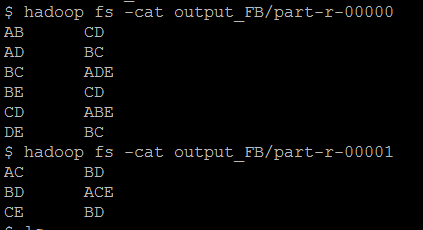 $ hadoop fs -cat output_FB/part-r-00000
AB CD
AD BC
BC ADE
BE CD
CD ABE
DE BC
$ hadoop fs -cat output_FB/part-r-00001
AC BD
BD ACE
CE BD